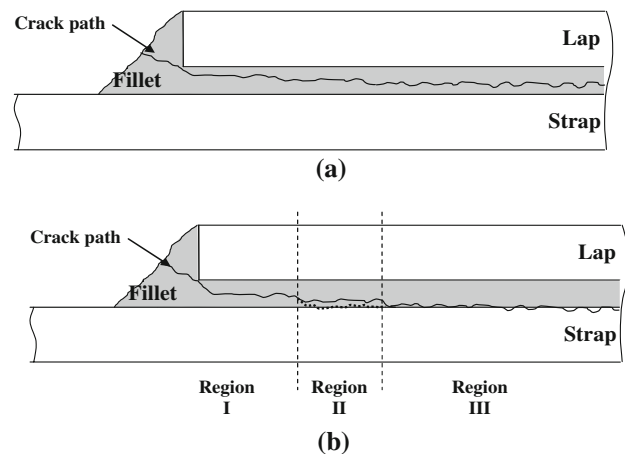 Crack path
Lap
Fillet
Strap
(a)
Crack path
Lap
Fillet
Strap
Region
I
Region
II
Region
III
(b)